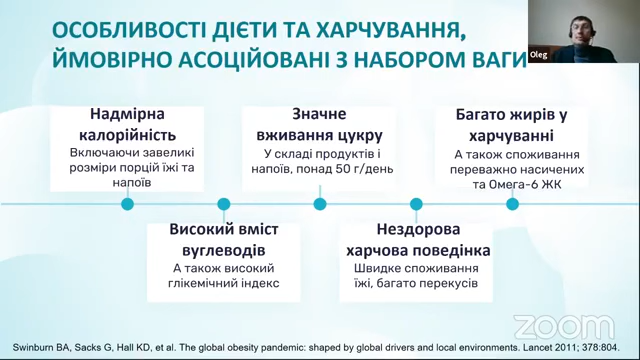 ОСОБЛИВОСТІ ДІЄТИ ТА ХАРЧУВАННЯ,
ЙМОВІРНО АСОЦІЙОВАНІ З НАБОРОМ ВАГИ
Oleg
Надмірна
калорійність
Включаючи завеликі
розміри порцій їжі та
напоїв
Значне
вживання цукру
У складі продуктів і
напоїв, понад 50 г/день
Багато жирів у
харчуванні
А також споживання
переважно насичених
та Омега-6 ЖК
Високий вміст
вуглеводів
А також високий
глікемічний індекс
Нездорова
харчова поведінка
Швидке споживання
їжі, багато перекусів
zoom
Swinburn BA, Sacks G, Hall KD, et al. The global obesity pandemic: shaped by global drivers and local environments. Lancet 2011; 378:804.